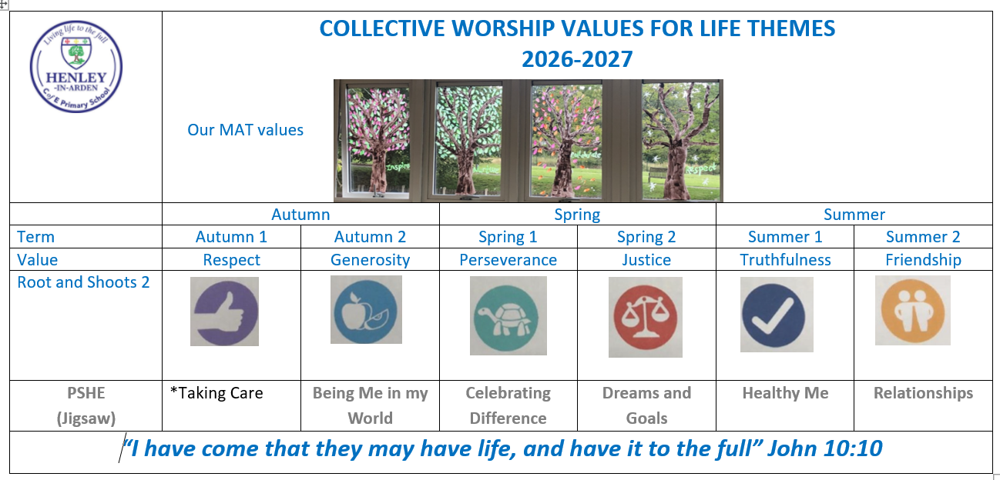 Living life to the full
HENLEY
-IN-ARDEN
C of E Primary School
COLLECTIVE WORSHIP VALUES FOR LIFE THEMES
2026-2027
Our MAT values
Inspire
Respect
Autumn Spring Summer
Term Autumn 1 Autumn 2 Spring 1 Spring 2 Summer 1 Summer 2
Value Respect Generosity Perseverance Justice Truthfulness Friendship
Root and Shoots 2
PSHE *Taking Care Being Me in my Celebrating Dreams and Healthy Me Relationships
(Jigsaw) World Difference Goals
“I have come that they may have life, and have it to the full” John 10:10